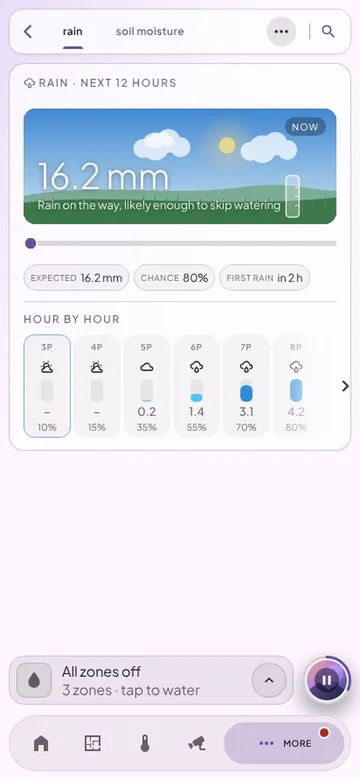 rain
soil moisture
RAIN · NEXT 12 HOURS
NOW
16.2 mm
Rain on the way, likely enough to skip watering
EXPECTED 16.2 mm
CHANCE 80%
FIRST RAIN in 2 h
HOUR BY HOUR
3P 4P 5P 6P 7P 8P
– – 0.2 1.4 3.1 4.2
10% 15% 35% 55% 70% 80%
All zones off
3 zones · tap to water
MORE